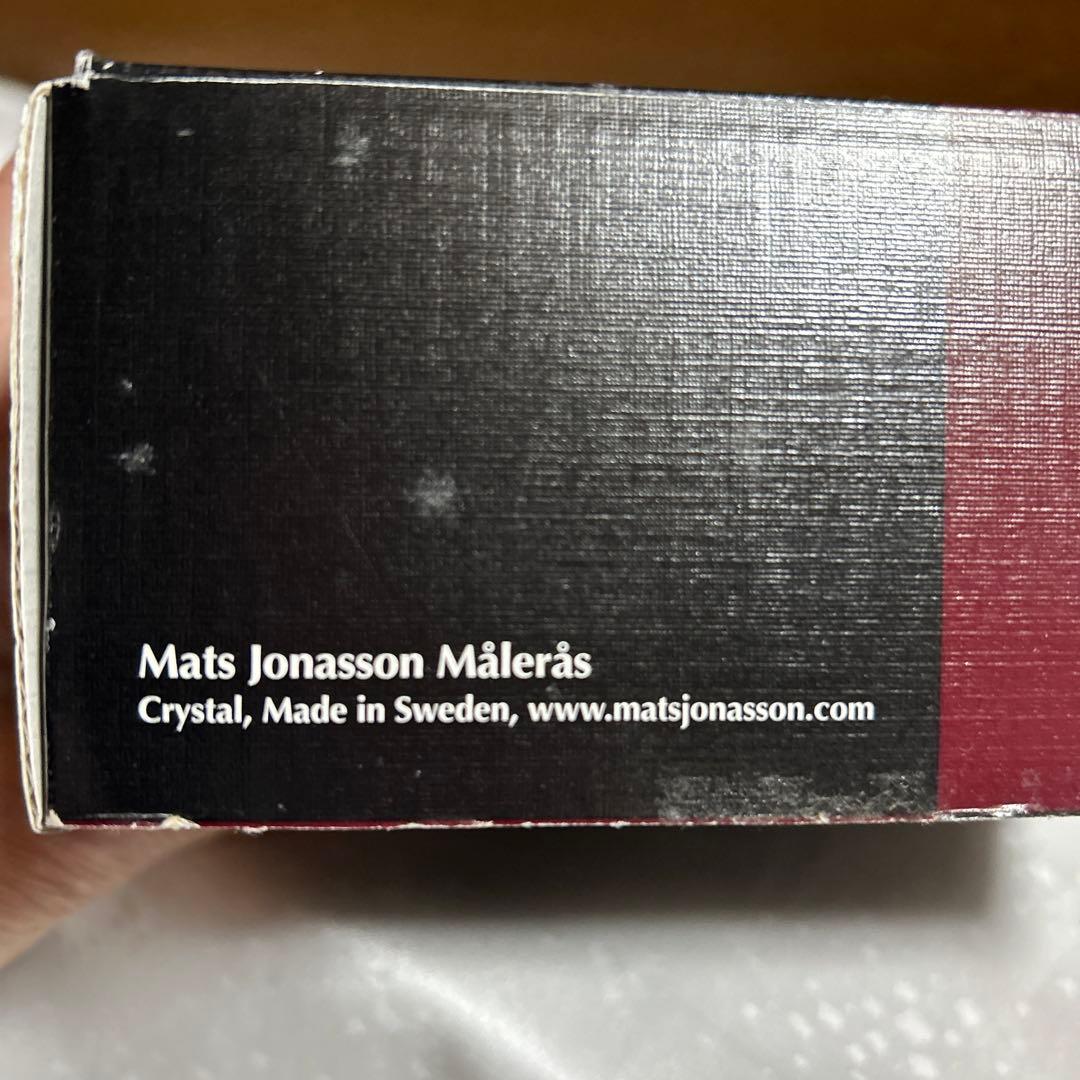 Mats Jonasson Målerås
Crystal, Made in Sweden, www.matsjonasson.com